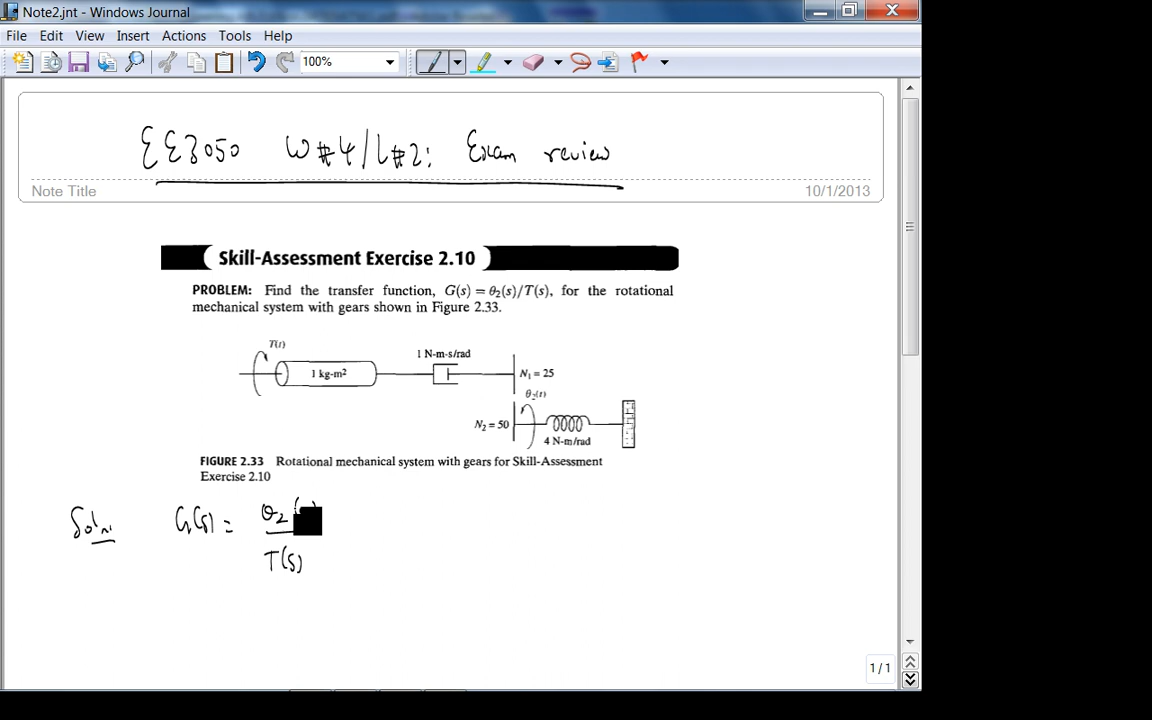 Note2.jnt - Windows Journal
File Edit View Insert Actions Tools Help
100%
EE3050 W#4/L#2: Exam review
Note Title
10/1/2013
Skill-Assessment Exercise 2.10
PROBLEM: Find the transfer function, G(s) = θ₂(s)/T(s), for the rotational
mechanical system with gears shown in Figure 2.33.
T(t)
1 N-m-s/rad
1 kg-m²
N₁ = 25
θ₂(t)
N₂ = 50
4 N-m/rad
FIGURE 2.33 Rotational mechanical system with gears for Skill-Assessment
Exercise 2.10
Soln: G(s) = θ₂
T(s)
1 / 1